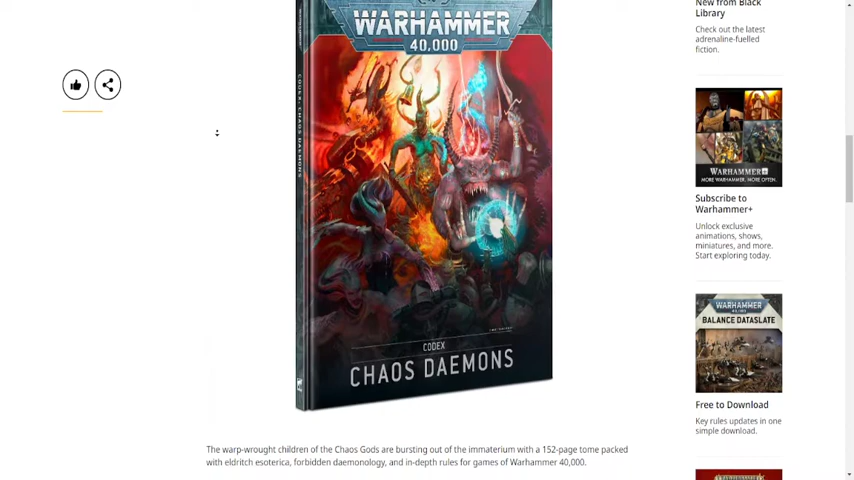 New from Black
Library
Check out the latest
adrenaline-fuelled
fiction.
WARHAMMER
40,000
CODEX: CHAOS DAEMONS
CODEX
CHAOS DAEMONS
WARHAMMER+
MORE WARHAMMER. MORE OFTEN.
Subscribe to
Warhammer+
Unlock exclusive
animations, shows,
miniatures, and more.
Start exploring today.
WARHAMMER
40,000
BALANCE DATASLATE
Free to Download
Key rules updates in one
simple download.
The warp-wrought children of the Chaos Gods are bursting out of the immaterium with a 152-page tome packed
with eldritch esoterica, forbidden daemonology, and in-depth rules for games of Warhammer 40,000.